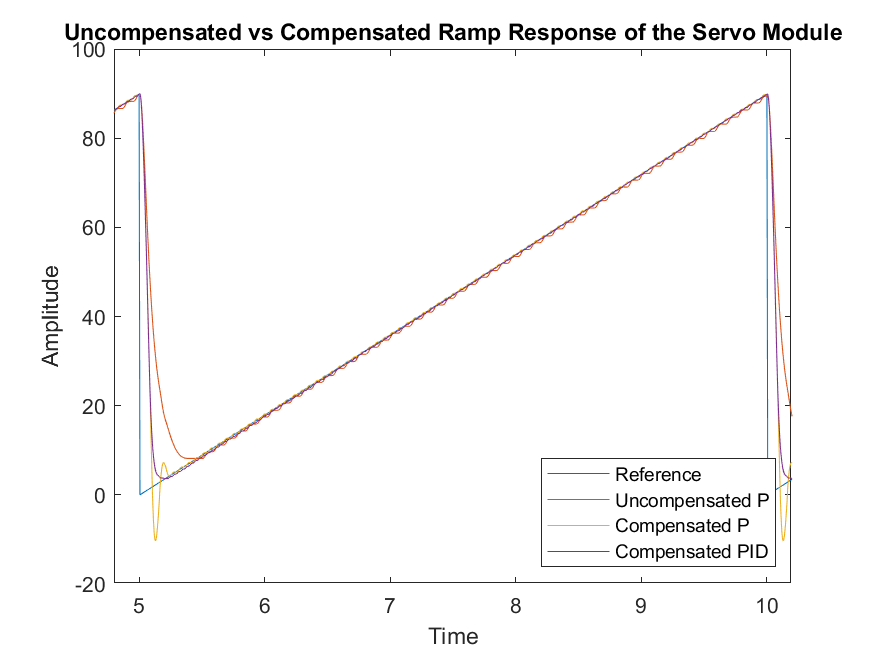 Uncompensated vs Compensated Ramp Response of the Servo Module
100
80
60
40
20
0
-20
Amplitude
5
6
7
8
9
10
Time
Reference
Uncompensated P
Compensated P
Compensated PID